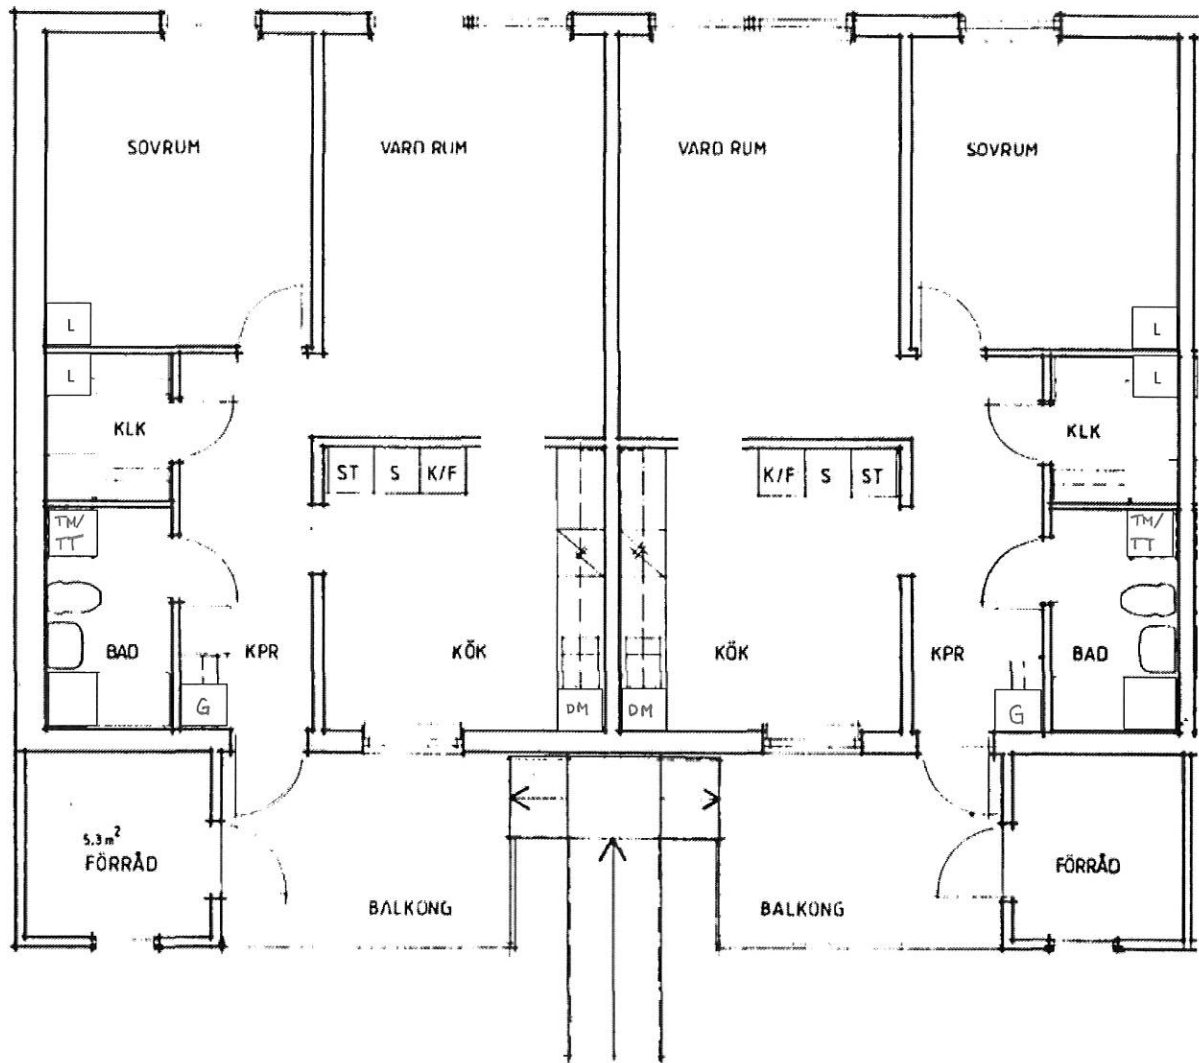 SOVRUM
VARD RUM
VARD RUM
SOVRUM
L
L
L
L
KLK
KLK
ST
S
K/F
K/F
S
ST
TM/
TT
TM/
TT
BAD
KPR
KÖK
KÖK
KPR
BAD
G
DM
DM
G
5.3 m²
FÖRRÅD
FÖRRÅD
BALKONG
BALKONG